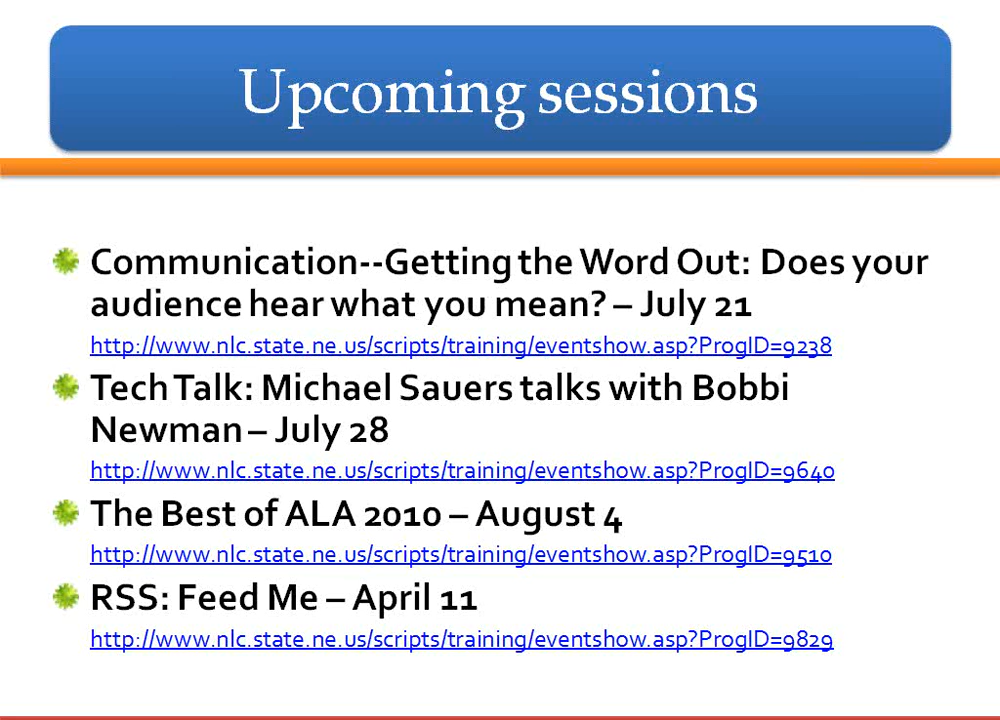 Upcoming sessions
Communication--Getting the Word Out: Does your
audience hear what you mean? – July 21
http://www.nlc.state.ne.us/scripts/training/eventshow.asp?ProgID=9238
Tech Talk: Michael Sauers talks with Bobbi
Newman – July 28
http://www.nlc.state.ne.us/scripts/training/eventshow.asp?ProgID=9640
The Best of ALA 2010 – August 4
http://www.nlc.state.ne.us/scripts/training/eventshow.asp?ProgID=9510
RSS: Feed Me – April 11
http://www.nlc.state.ne.us/scripts/training/eventshow.asp?ProgID=9829